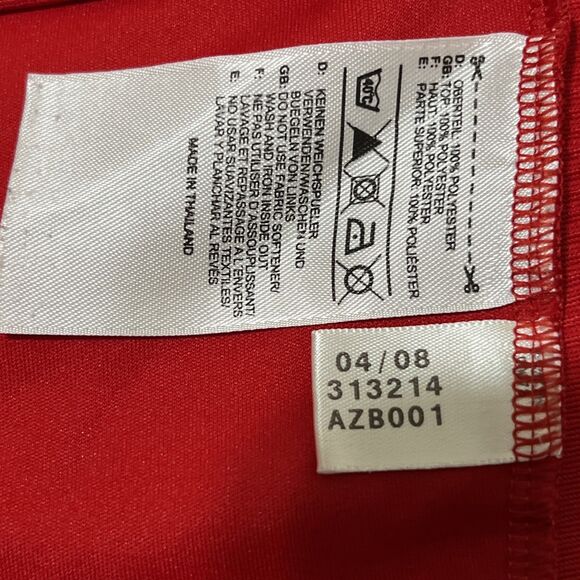 D: OBERTEIL: 100% POLYESTER
GB: TOP: 100% POLYESTER
F: HAUT: 100% POLYESTER
E: PARTE SUPERIOR: 100% POLIÉSTER
40°C
D: KEINEN WEICHSPUELER
VERWENDEN/WASCHEN UND
BUEGELN VON LINKS
GB: DO NOT USE FABRIC SOFTENER/
WASH AND IRON INSIDE OUT
F: NE PAS UTILISER D'ASSOUPLISSANT/
LAVAGE ET REPASSAGE A L'ENVERS
E: NO USAR SUAVIZANTES TEXTILES/
LAVAR Y PLANCHAR AL REVÉS
MADE IN THAILAND
04/08
313214
AZB001